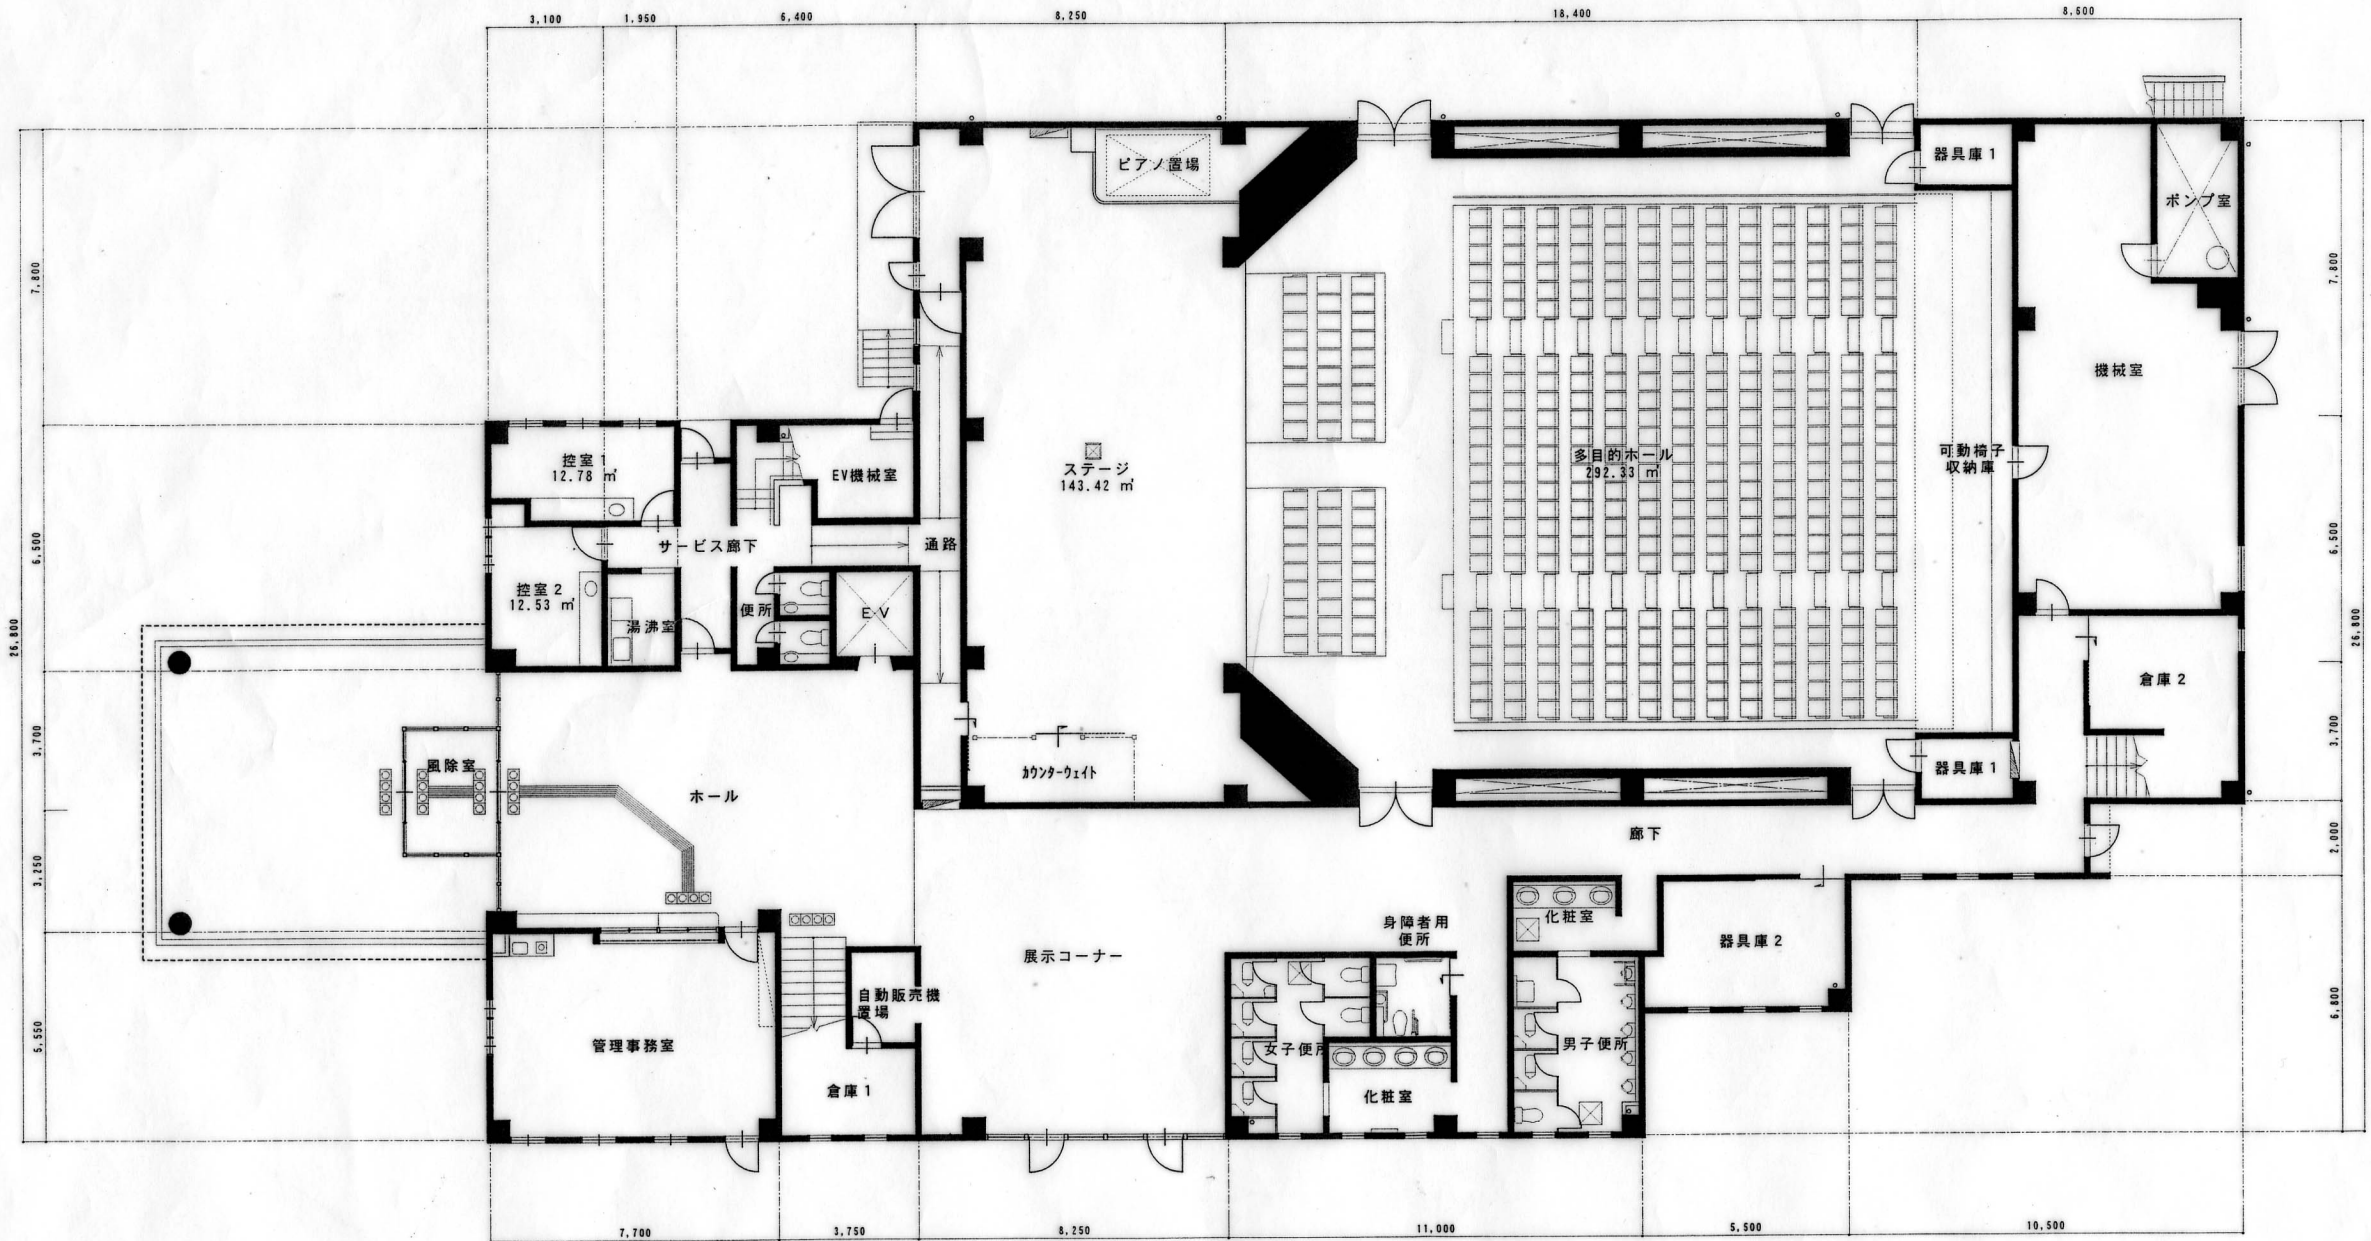 3,100
1,950
6,400
8,250
18,400
8,600
7,800
6,500
3,700
3,250
5,550
26,800
ピアノ置場
器具庫1
ポンプ室
機械室
控室1
12.78 ㎡
EV機械室
ステージ
143.42 ㎡
多目的ホール
292.33 ㎡
可動椅子
収納庫
サービス廊下
通路
控室2
12.53 ㎡
湯沸室
便所
EV
倉庫2
風除室
ホール
カウンターウェイト
器具庫1
廊下
化粧室
身障者用
便所
器具庫2
展示コーナー
自動販売機
置場
管理事務室
女子便所
男子便所
倉庫1
化粧室
7,800
6,500
3,700
2,000
6,800
26,800
7,700
3,750
8,250
11,000
5,500
10,500